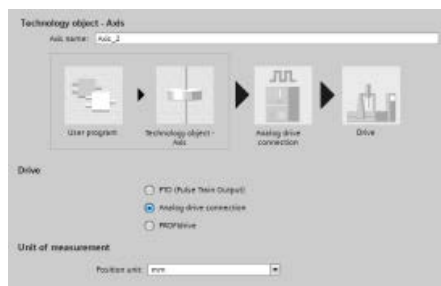 Technology object - Axis
Axis name: Axis_2
User program
Technology object -
Axis
Analog drive
connection
Drive
Drive
PTO (Pulse Train Output)
Analog drive connection
PROFIdrive
Unit of measurement
Position unit: mm